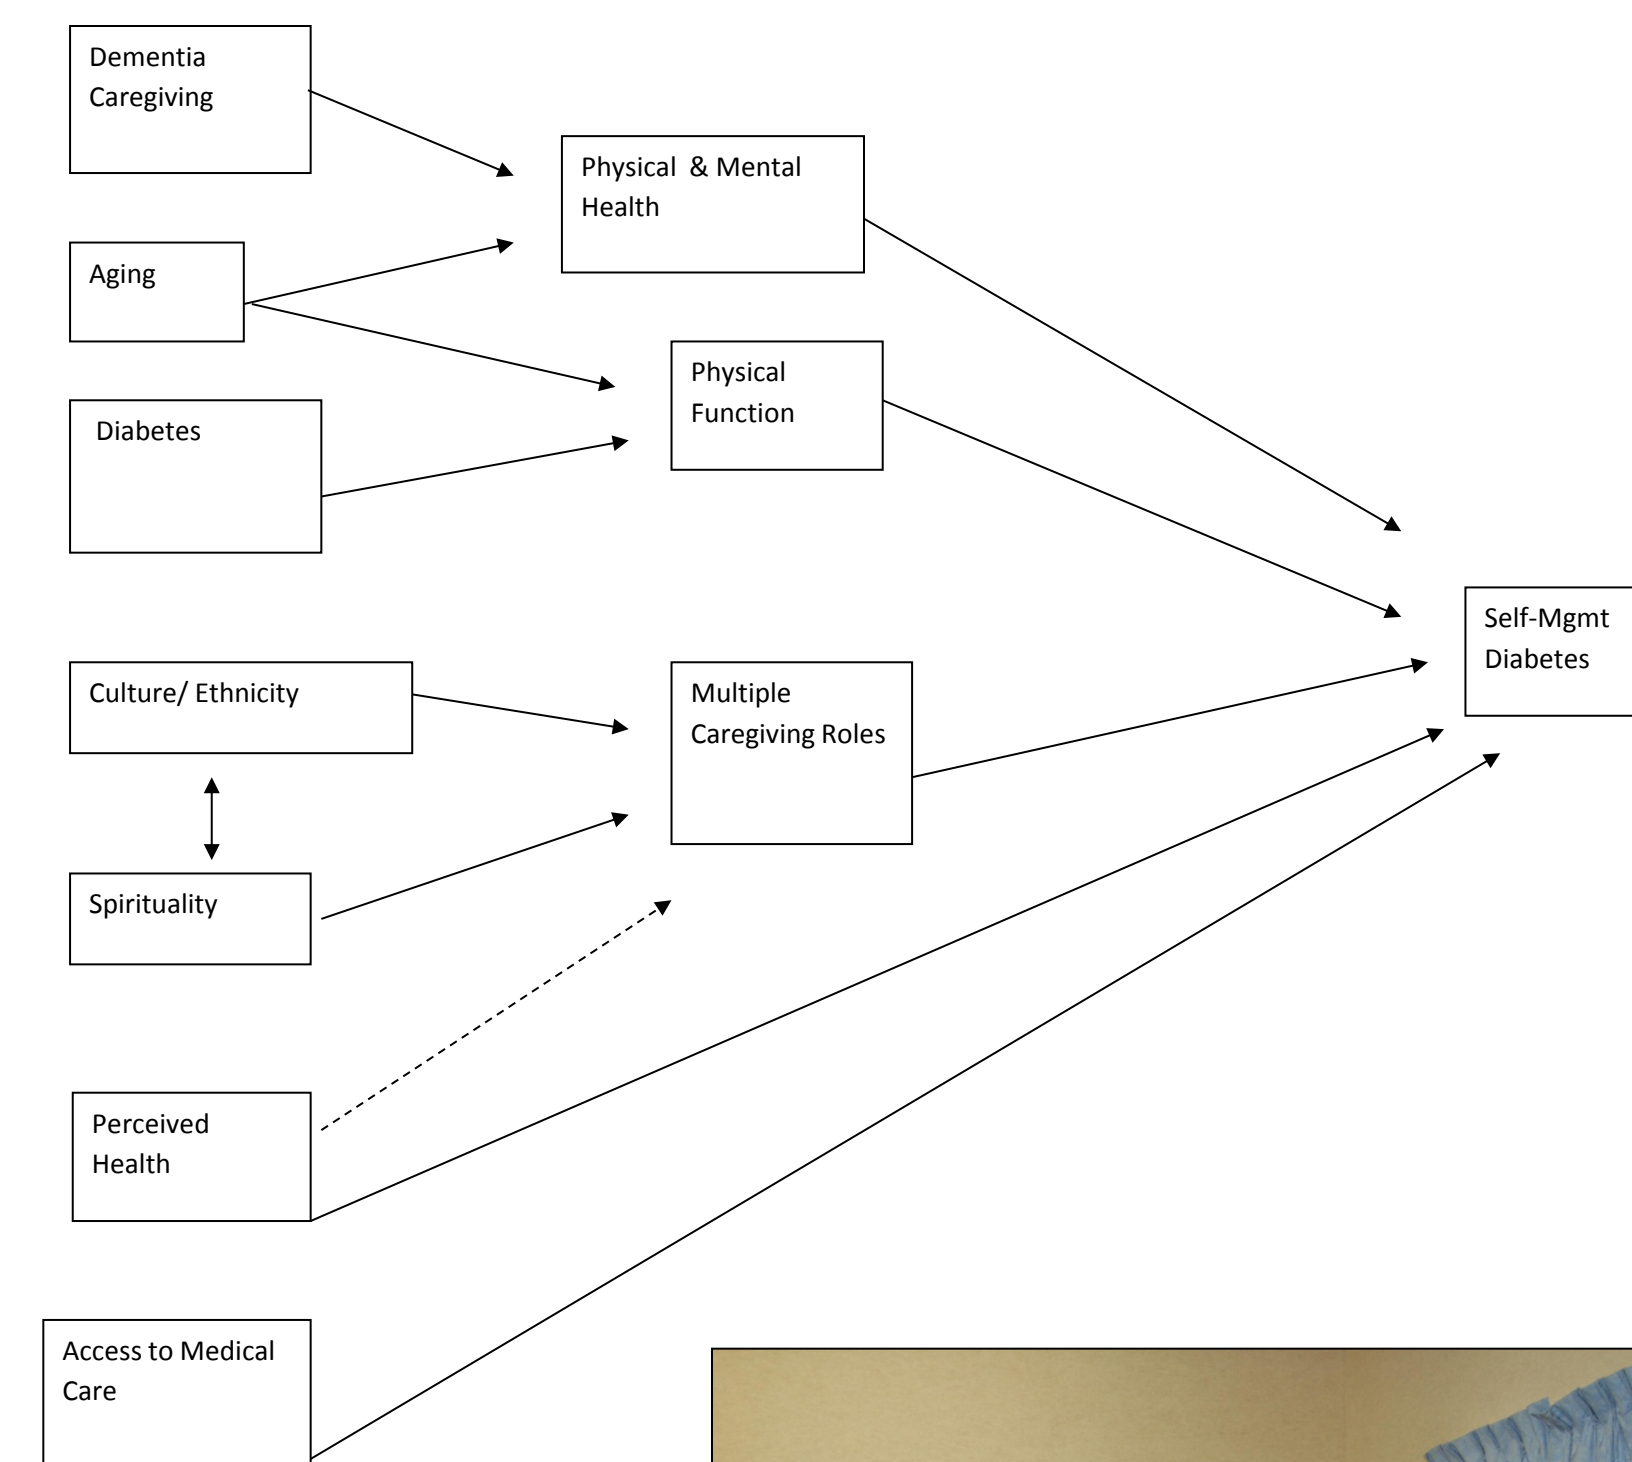 Dementia
Caregiving
Physical & Mental
Health
Aging
Physical
Function
Diabetes
Self-Mgmt
Diabetes
Culture/ Ethnicity
Multiple
Caregiving Roles
Spirituality
Perceived
Health
Access to Medical
Care